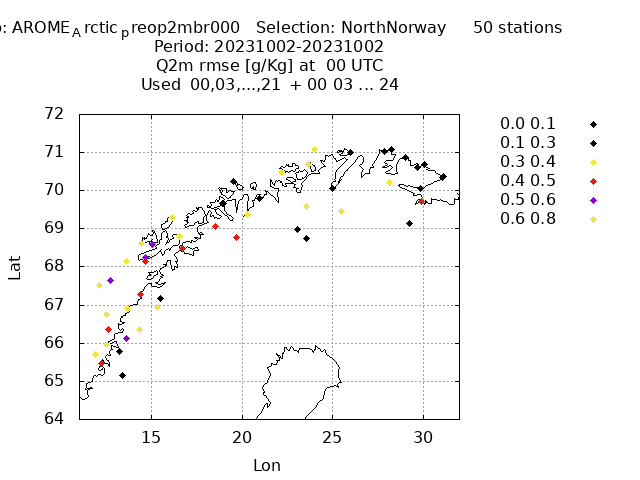 : AROME_A rctic_p reop2mbr000 Selection: NorthNorway 50 stations
Period: 20231002-20231002
Q2m rmse [g/Kg] at 00 UTC
Used 00,03,...,21 + 00 03 ... 24
72
71
70
69
68
67
66
65
64
15 20 25 30
Lat
Lon
0.0 0.1
0.1 0.3
0.3 0.4
0.4 0.5
0.5 0.6
0.6 0.8